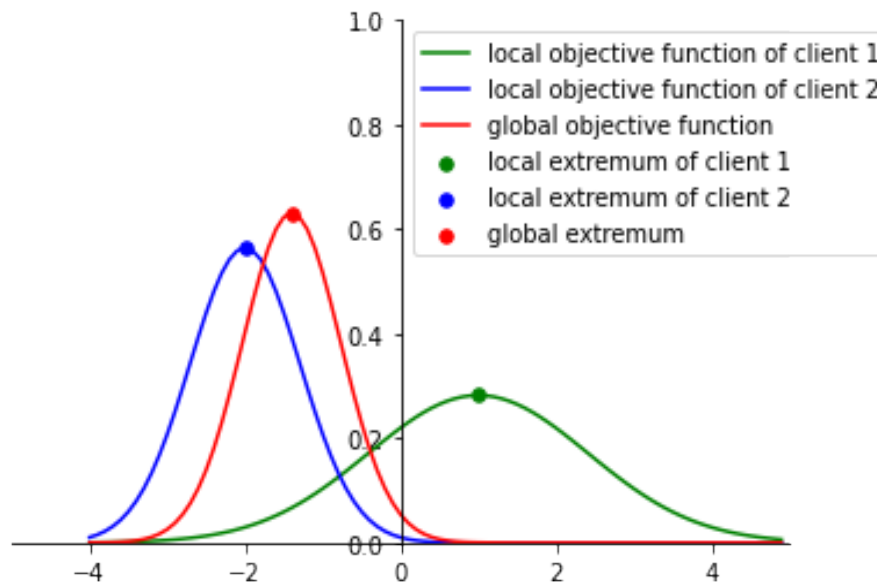 1.0
local objective function of client 1
local objective function of client 2
0.8
global objective function
local extremum of client 1
local extremum of client 2
0.6
global extremum
0.4
0.2
0.0
−4
−2
0
2
4